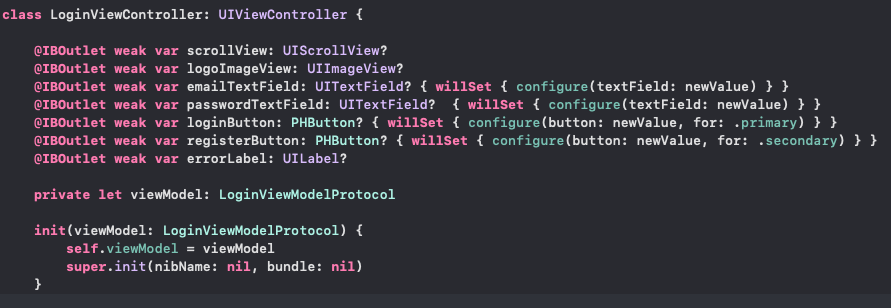 class LoginViewController: UIViewController {
@IBOutlet weak var scrollView: UIScrollView?
@IBOutlet weak var logoImageView: UIImageView?
@IBOutlet weak var emailTextField: UITextField? { willSet { configure(textField: newValue) } }
@IBOutlet weak var passwordTextField: UITextField?  { willSet { configure(textField: newValue) } }
@IBOutlet weak var loginButton: PHButton? { willSet { configure(button: newValue, for: .primary) } }
@IBOutlet weak var registerButton: PHButton? { willSet { configure(button: newValue, for: .secondary) } }
@IBOutlet weak var errorLabel: UILabel?
private let viewModel: LoginViewModelProtocol
init(viewModel: LoginViewModelProtocol) {
self.viewModel = viewModel
super.init(nibName: nil, bundle: nil)
}